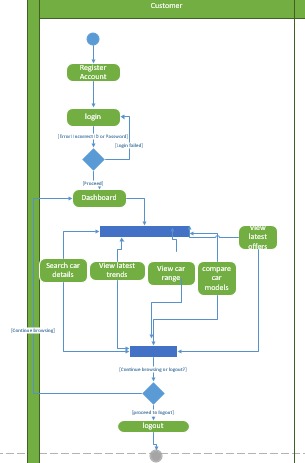 Customer
Register
Account
login
[Error: Incorrect ID or Password]
[Login failed]
[Proceed]
Dashboard
View
latest
offers
Search car
details
View latest
trends
View car
range
compare
car
models
[Continue browsing]
[Continue browsing or logout?]
[proceed to logout]
logout